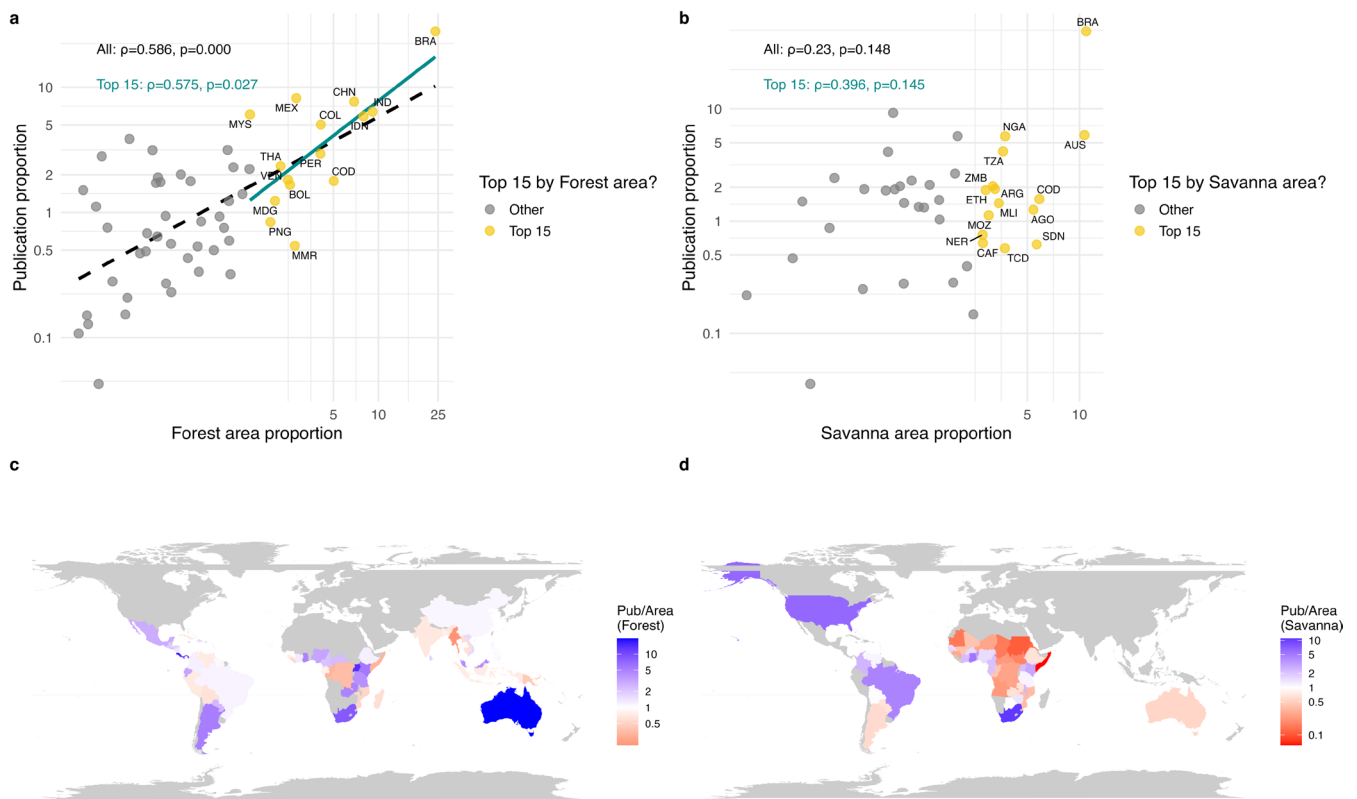 a
All: ρ=0.586, p=0.000
Top 15: ρ=0.575, p=0.027
BRA
CHN
MEX
IND
MYS
COL
IDN
THA
PER
VEN
COD
BOL
MDG
PNG
MMR
10
5
2
1
0.5
0.1
Publication proportion
5
10
25
Forest area proportion
Top 15 by Forest area?
Other
Top 15
b
All: ρ=0.23, p=0.148
Top 15: ρ=0.396, p=0.145
BRA
NGA
AUS
TZA
ZMB
ARG
COD
ETH
MLI
AGO
MOZ
NER
SDN
CAF
TCD
10
5
2
1
0.5
0.1
Publication proportion
5
10
Savanna area proportion
Top 15 by Savanna area?
Other
Top 15
c
Pub/Area
(Forest)
10
5
2
1
0.5
d
Pub/Area
(Savanna)
10
5
2
1
0.5
0.1